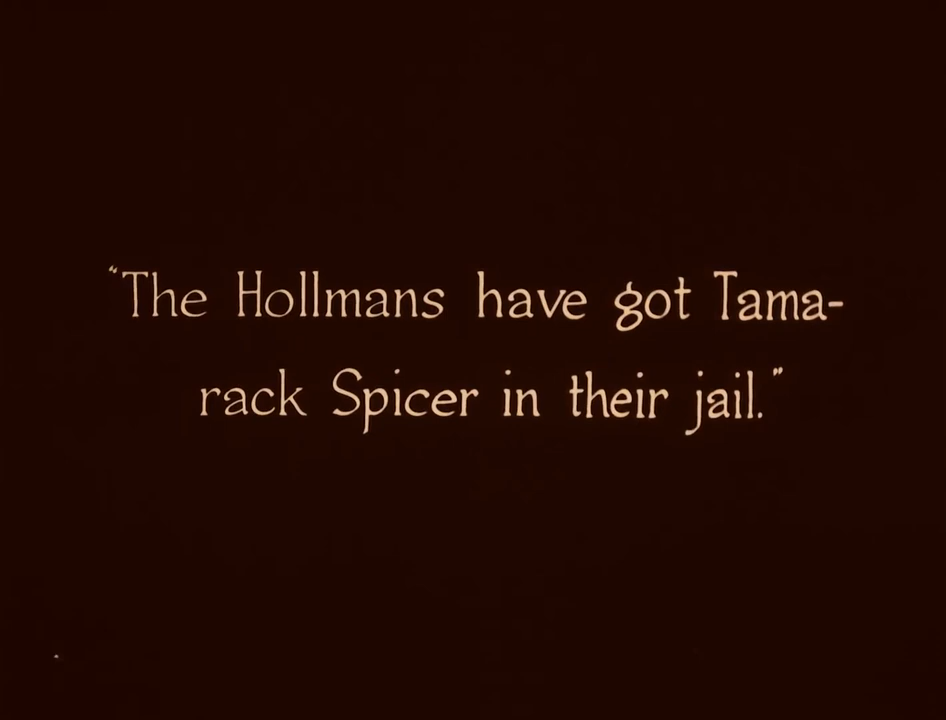 “The Hollmans have got Tama-
rack Spicer in their jail.”